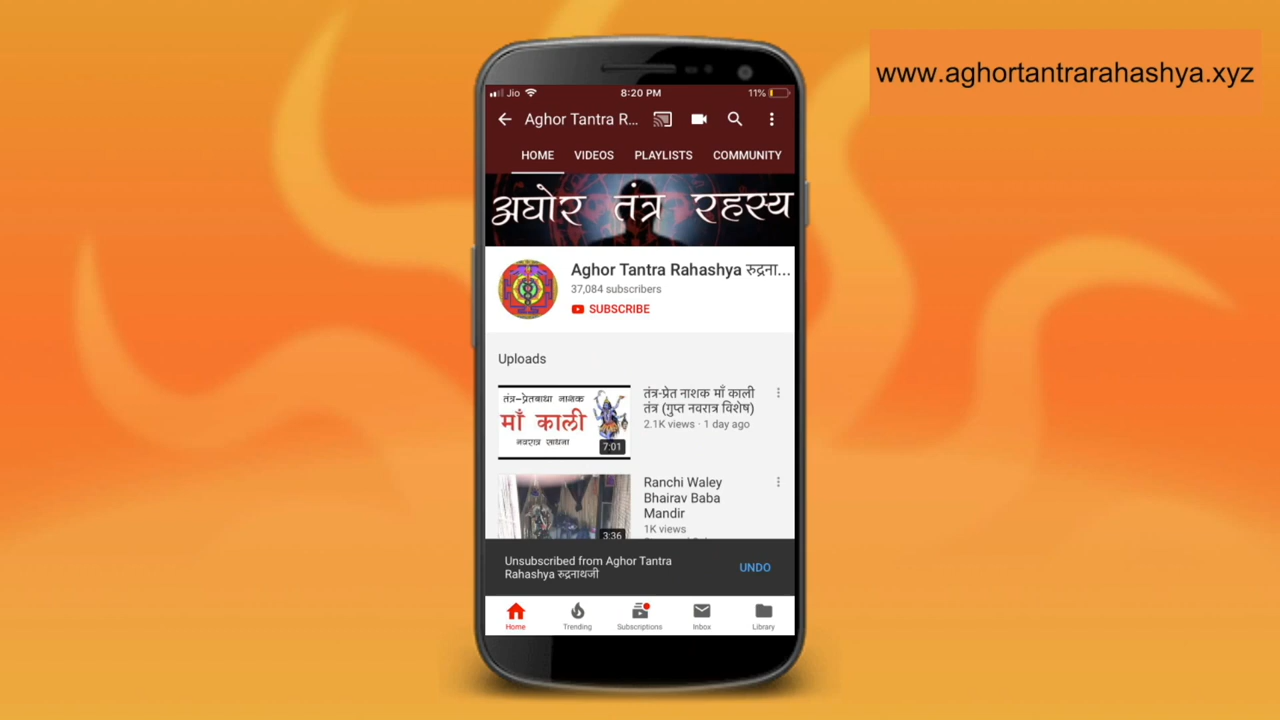 www.aghortantrarahashya.xyz
Jio 8:20 PM 11%
Aghor Tantra R...
HOME VIDEOS PLAYLISTS COMMUNITY
अघोर तंत्र रहस्य
Aghor Tantra Rahashya रुद्रना...
37,084 subscribers
SUBSCRIBE
Uploads
तंत्र-प्रेतबाधा नाशक
माँ काली
नवरात्र साधना
7:01
तंत्र-प्रेत नाशक माँ काली
तंत्र (गुप्त नवरात्र विशेष)
2.1K views · 1 day ago
3:36
Ranchi Waley
Bhairav Baba
Mandir
1K views
Unsubscribed from Aghor Tantra
Rahashya रुद्रनाथजी
UNDO
Home Trending Subscriptions Inbox Library